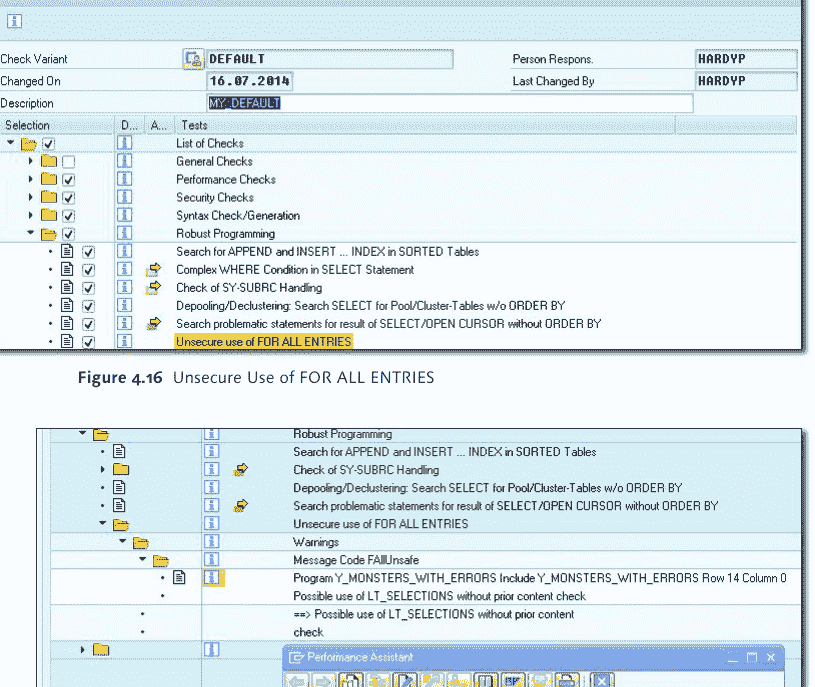 Check Variant DEFAULT Person Respons. HARDYP
Changed On 16.07.2014 Last Changed By HARDYP
Description MY_DEFAULT
Selection D... A... Tests
List of Checks
General Checks
Performance Checks
Security Checks
Syntax Check/Generation
Robust Programming
Search for APPEND and INSERT ... INDEX in SORTED Tables
Complex WHERE Condition in SELECT Statement
Check of SY-SUBRC Handling
Depooling/Declustering: Search SELECT for Pool/Cluster-Tables w/o ORDER BY
Search problematic statements for result of SELECT/OPEN CURSOR without ORDER BY
Unsecure use of FOR ALL ENTRIES
Figure 4.16 Unsecure Use of FOR ALL ENTRIES
Robust Programming
Search for APPEND and INSERT ... INDEX in SORTED Tables
Check of SY-SUBRC Handling
Depooling/Declustering: Search SELECT for Pool/Cluster-Tables w/o ORDER BY
Search problematic statements for result of SELECT/OPEN CURSOR without ORDER BY
Unsecure use of FOR ALL ENTRIES
Warnings
Message Code FAllUnsafe
Program Y_MONSTERS_WITH_ERRORS Include Y_MONSTERS_WITH_ERRORS Row 14 Column 0
Possible use of LT_SELECTIONS without prior content check
==> Possible use of LT_SELECTIONS without prior content
check
Performance Assistant